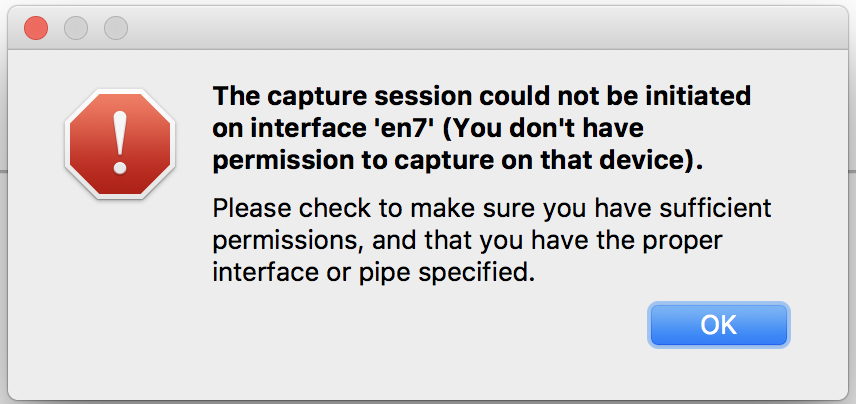 The capture session could not be initiated
on interface 'en7' (You don't have
permission to capture on that device).
Please check to make sure you have sufficient
permissions, and that you have the proper
interface or pipe specified.
OK